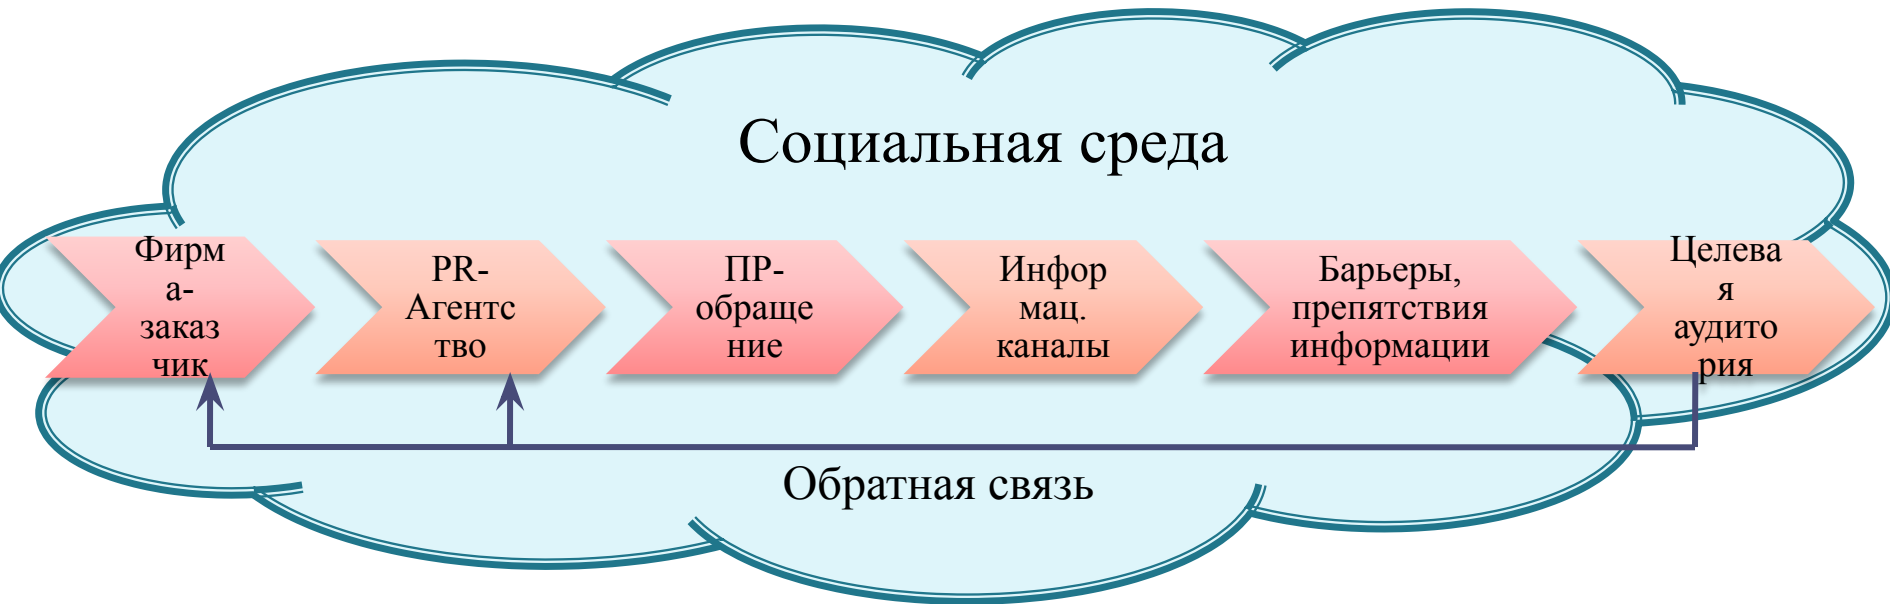 Социальная среда
Фирм
а-
заказ
чик
PR-
Агентс
тво
ПР-
обраще
ние
Инфор
мац.
каналы
Барьеры,
препятствия
информации
Целева
я
аудито
рия
Обратная связь